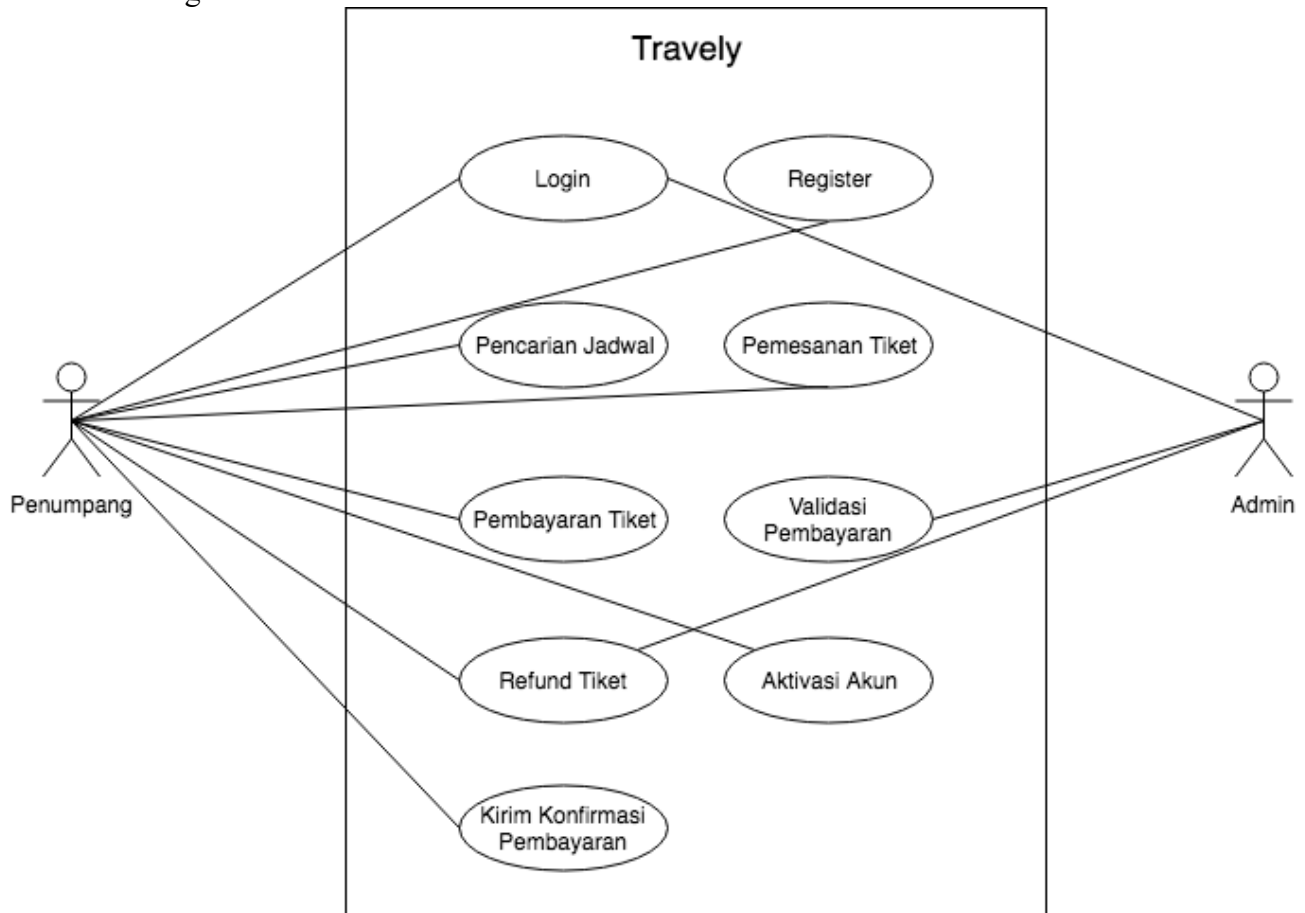 Travely
Login
Register
Pencarian Jadwal
Pemesanan Tiket
Penumpang
Admin
Pembayaran Tiket
Validasi
Pembayaran
Refund Tiket
Aktivasi Akun
Kirim Konfirmasi
Pembayaran